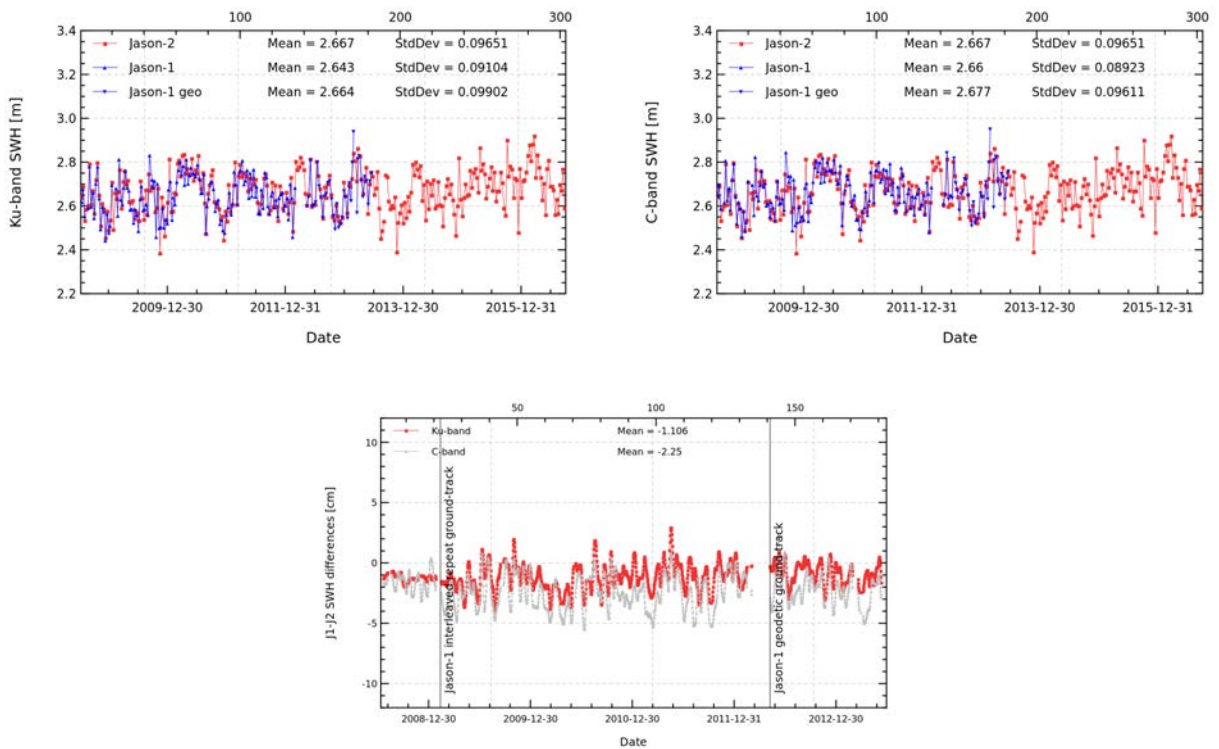 100 200 300
3.4
Jason-2 Mean = 2.667 StdDev = 0.09651
3.2
Jason-1 Mean = 2.643 StdDev = 0.09104
Jason-1 geo Mean = 2.664 StdDev = 0.09902
3.0
2.8
2.6
2.4
2.2
Ku-band SWH [m]
2009-12-30 2011-12-31 2013-12-30 2015-12-31
Date
100 200 300
3.4
Jason-2 Mean = 2.667 StdDev = 0.09651
3.2
Jason-1 Mean = 2.66 StdDev = 0.08923
Jason-1 geo Mean = 2.677 StdDev = 0.09611
3.0
2.8
2.6
2.4
2.2
C-band SWH [m]
2009-12-30 2011-12-31 2013-12-30 2015-12-31
Date
50 100 150
Ku-band Mean = -1.106
10
C-band Mean = -2.25
5
0
-5
-10
J1-J2 SWH differences [cm]
Jason-1 interleaved repeat ground-track
Jason-1 geodetic ground-track
2008-12-30 2009-12-30 2010-12-30 2011-12-31 2012-12-30
Date